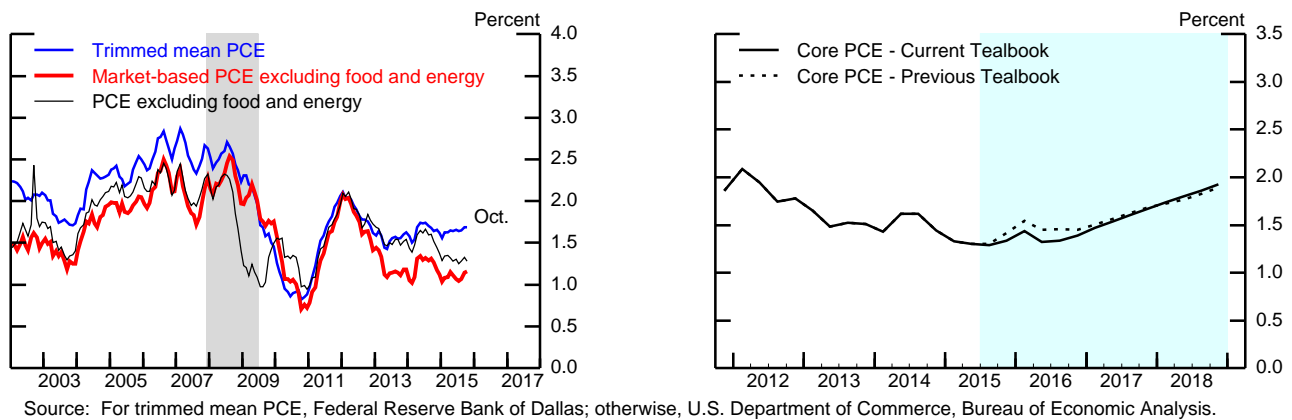 Percent
4.0
Trimmed mean PCE
Market-based PCE excluding food and energy
PCE excluding food and energy
3.5
3.0
2.5
2.0
Oct.
1.5
1.0
0.5
0.0
2003 2005 2007 2009 2011 2013 2015 2017
Percent
3.5
Core PCE - Current Tealbook
Core PCE - Previous Tealbook
3.0
2.5
2.0
1.5
1.0
0.5
0.0
2012 2013 2014 2015 2016 2017 2018
Source: For trimmed mean PCE, Federal Reserve Bank of Dallas; otherwise, U.S. Department of Commerce, Bureau of Economic Analysis.